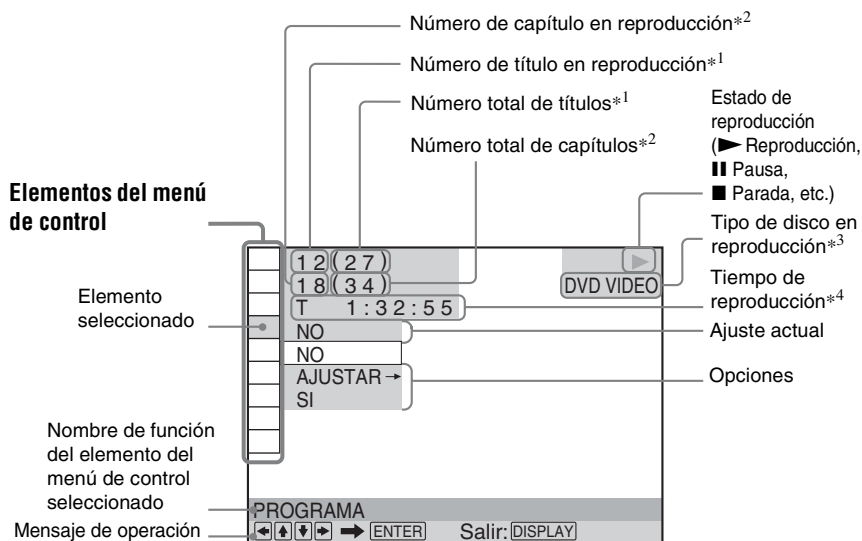 Número de capítulo en reproducción*2
Número de título en reproducción*1
Número total de títulos*1
Número total de capítulos*2
Estado de
reproducción
(► Reproducción,
❚❚ Pausa,
■ Parada, etc.)
Tipo de disco en
reproducción*3
Tiempo de
reproducción*4
Ajuste actual
Opciones
Elementos del menú
de control
Elemento
seleccionado
Nombre de función
del elemento del
menú de control
seleccionado
Mensaje de operación
12(27)
18(34)
T 1:32:55
►
DVD VIDEO
NO
NO
AJUSTAR →
SI
PROGRAMA
← ↑ ↓ → ➡ ENTER Salir: DISPLAY